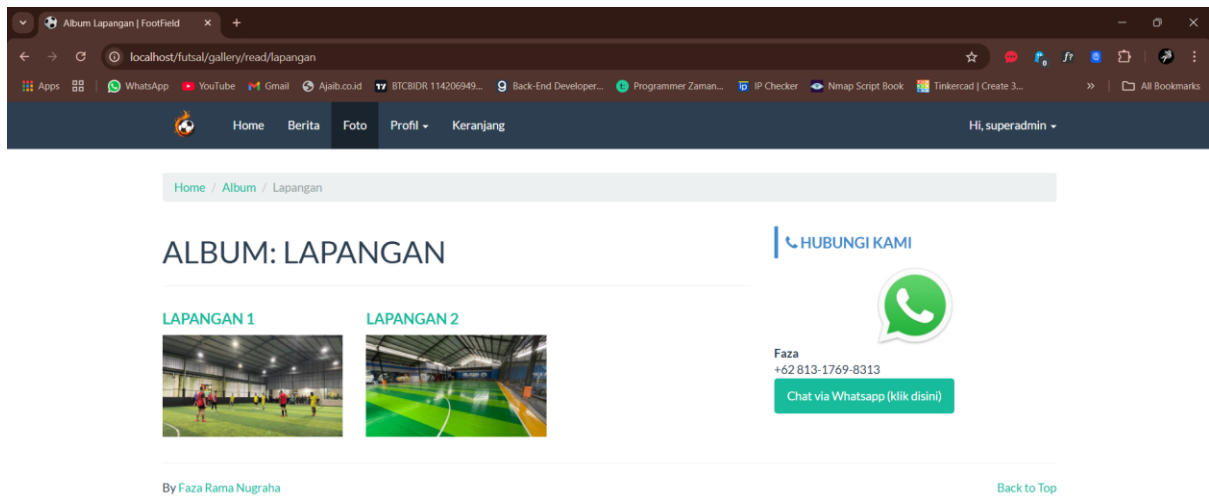 Album Lapangan | FootField
localhost/futsal/gallery/read/lapangan
Apps WhatsApp YouTube Gmail Ajaib.co.id BTCBIDR 114206949... Back-End Developer... Programmer Zaman... IP Checker Nmap Script Book Tinkercad | Create 3... » All Bookmarks
Home Berita Foto Profil Keranjang Hi, superadmin
Home / Album / Lapangan
ALBUM: LAPANGAN
LAPANGAN 1 LAPANGAN 2
HUBUNGI KAMI
Faza
+62 813-1769-8313
Chat via Whatsapp (klik disini)
By Faza Rama Nugraha Back to Top